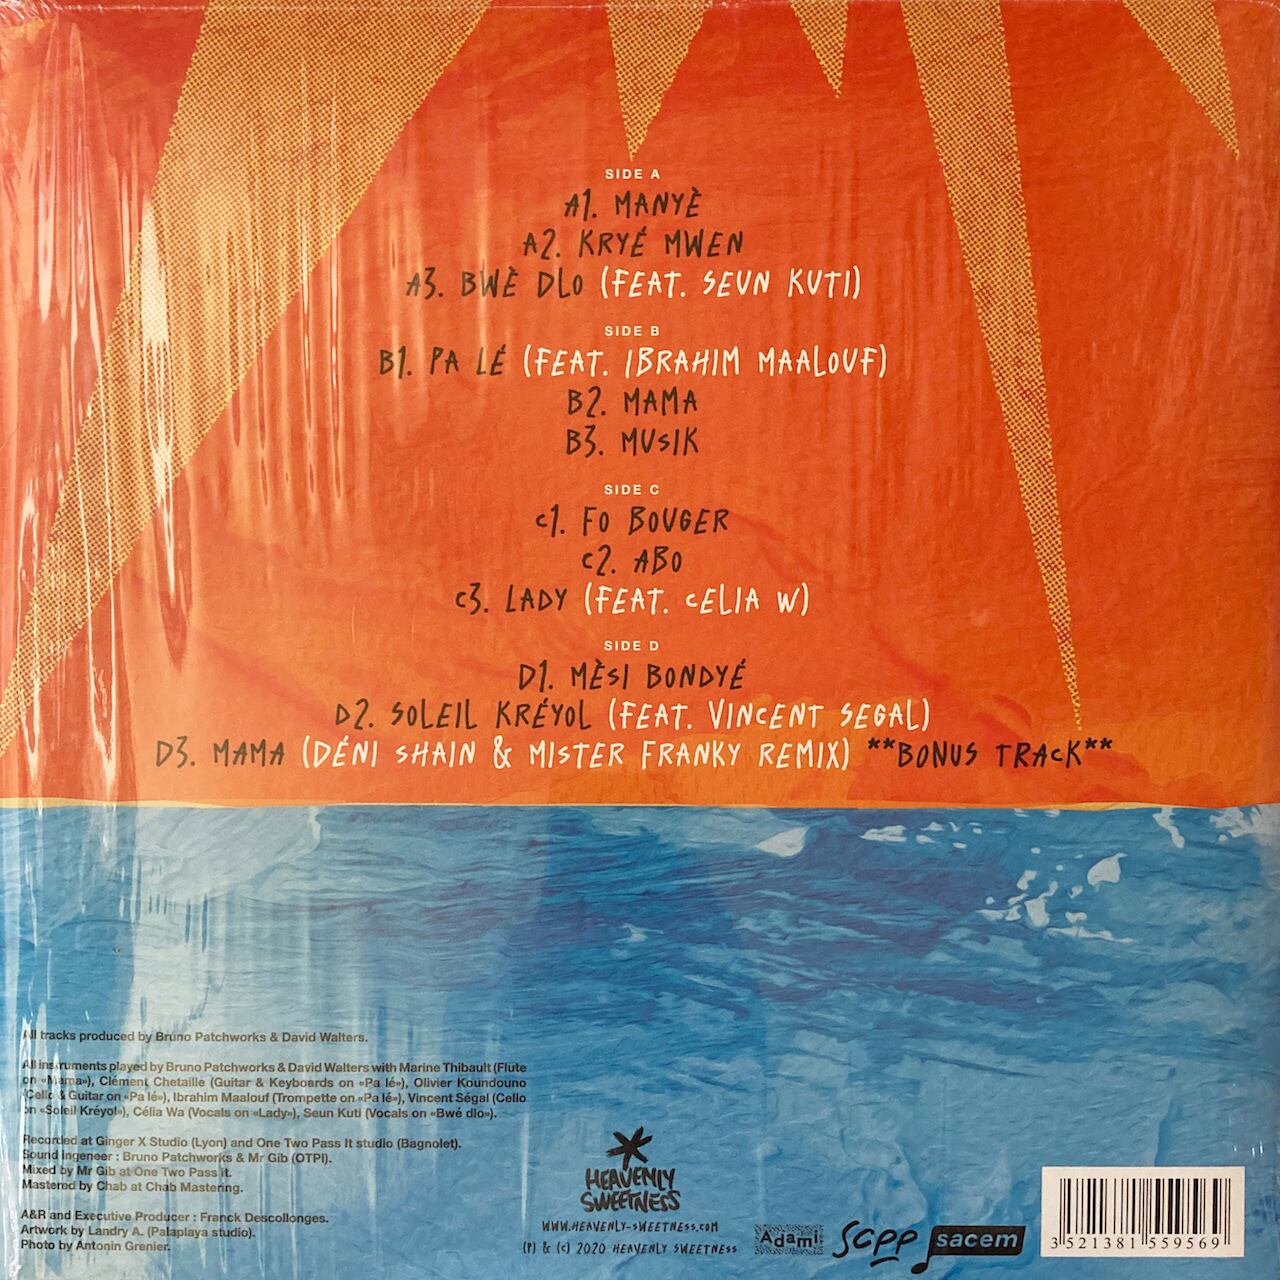 SIDE A
A1. MANYÈ
A2. KRYÉ MWEN
A3. BWÈ DLO (FEAT. SEUN KUTI)
SIDE B
B1. PA LÉ (FEAT. IBRAHIM MAALOUF)
B2. MAMA
B3. MUSIK
SIDE C
C1. FO BOUGER
C2. ABO
C3. LADY (FEAT. CELIA W)
SIDE D
D1. MÈSI BONDYÉ
D2. SOLEIL KRÉYOL (FEAT. VINCENT SEGAL)
D3. MAMA (DÉNI SHAIN & MISTER FRANKY REMIX) **BONUS TRACK**
All tracks produced by Bruno Patchworks & David Walters.
All instruments played by Bruno Patchworks & David Walters with Marine Thibault (Flute
on «Mama»), Clément Chetaille (Guitar & Keyboards on «Pa lé»), Olivier Koundouno
(Cello & Guitar on «Pa lé»), Ibrahim Maalouf (Trompette on «Pa lé»), Vincent Ségal (Cello
on «Soleil Kréyol»), Célia Wa (Vocals on «Lady»), Seun Kuti (Vocals on «Bwé dlo»).
Recorded at Ginger X Studio (Lyon) and One Two Pass It studio (Bagnolet).
Sound ingeneer : Bruno Patchworks & Mr Gib (OTPI).
Mixed by Mr Gib at One Two Pass it.
Mastered by Chab at Chab Mastering.
A&R and Executive Producer : Franck Descollonges.
Artwork by Landry A. (Palaplaya studio).
Photo by Antonin Grenier.
HEAVENLY
SWEETNESS
WWW.HEAVENLY-SWEETNESS.COM
(P) & (C) 2020 HEAVENLY SWEETNESS
Adami
SCPP
sacem
3 521381 559569